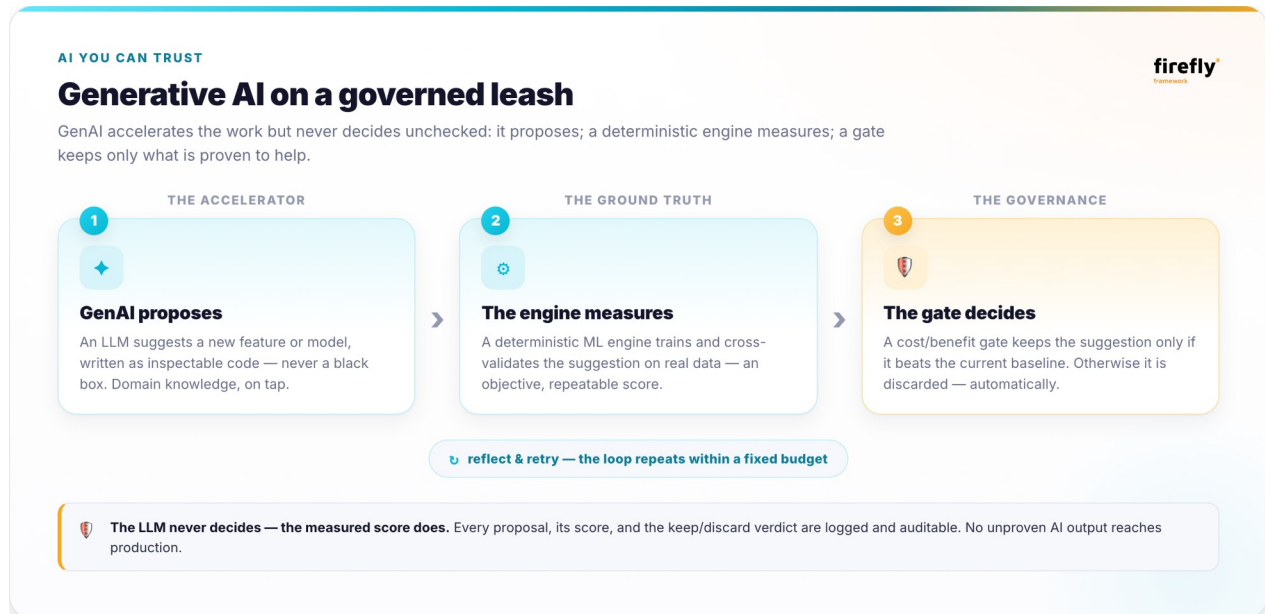 AI YOU CAN TRUST
firefly
framework
Generative AI on a governed leash
GenAI accelerates the work but never decides unchecked: it proposes; a deterministic engine measures; a gate
keeps only what is proven to help.
THE ACCELERATOR
1
GenAI proposes
An LLM suggests a new feature or model,
written as inspectable code — never a black
box. Domain knowledge, on tap.
THE GROUND TRUTH
2
The engine measures
A deterministic ML engine trains and cross-
validates the suggestion on real data — an
objective, repeatable score.
THE GOVERNANCE
3
The gate decides
A cost/benefit gate keeps the suggestion only if
it beats the current baseline. Otherwise it is
discarded — automatically.
↻ reflect & retry — the loop repeats within a fixed budget
The LLM never decides — the measured score does. Every proposal, its score, and the keep/discard verdict are logged and auditable. No unproven AI output reaches
production.